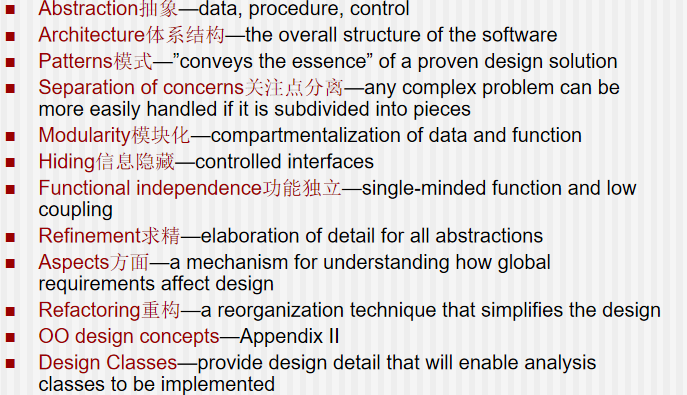 ■ Abstraction抽象—data, procedure, control
■ Architecture体系结构—the overall structure of the software
■ Patterns模式—”conveys the essence” of a proven design solution
■ Separation of concerns关注点分离—any complex problem can be
more easily handled if it is subdivided into pieces
■ Modularity模块化—compartmentalization of data and function
■ Hiding信息隐藏—controlled interfaces
■ Functional independence功能独立—single-minded function and low
coupling
■ Refinement求精—elaboration of detail for all abstractions
■ Aspects方面—a mechanism for understanding how global
requirements affect design
■ Refactoring重构—a reorganization technique that simplifies the design
■ OO design concepts—Appendix II
■ Design Classes—provide design detail that will enable analysis
classes to be implemented